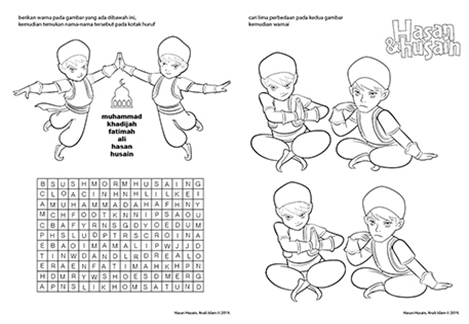 berikan warna pada gambar yang ada dibawah ini,
kemudian temukan nama-nama tersebut pada kotak huruf
muhammad
khadijah
fatimah
ali
hasan
husain
B S U S H M O R M H U S A I N G
C L O A C I N H N N H L I L K E I
A M U H A M M A D A H A F H N Y
M C H F O O T K N N I P S A O U
C B A F Y R N S G D Y O E D U M
P H S L U D P T R S C R O I N A
E B A O I M A M A L I P W J J D
T I N W D A N D L D R E A L O
E R A E N F A T I M A H K H P N
H D M R Y W S H O E S D M E R G
A P N S L I K H O M S A T U N D
Hasan Husain, Anak Islam © 2019.
cari lima perbedaan pada kedua gambar
kemudian warnai
Hasan
& husain
Hasan Husain, Anak Islam © 2019.